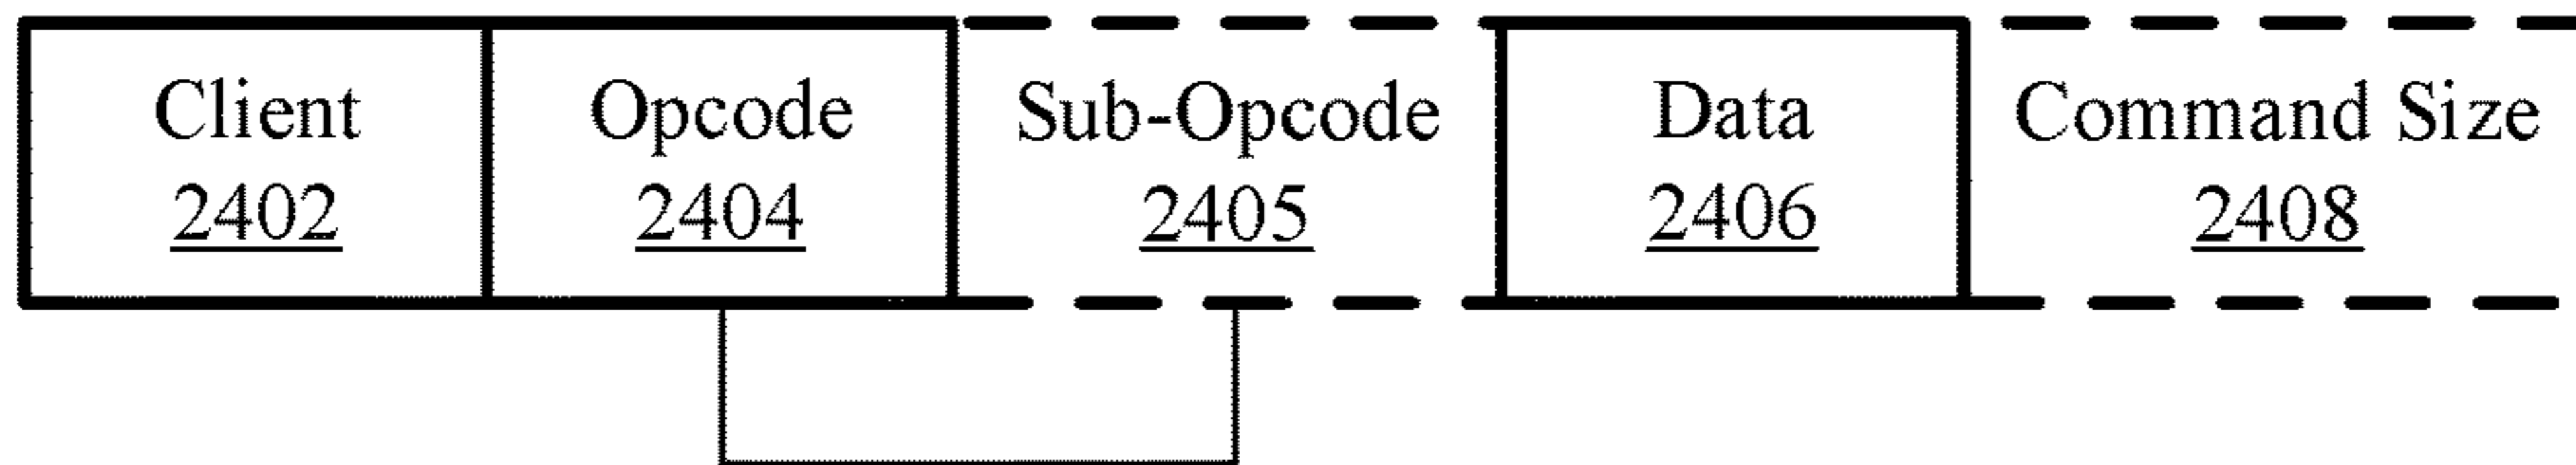 Client Opcode Sub-Opcode Data Command Size
2402 2404 2405 2406 2408